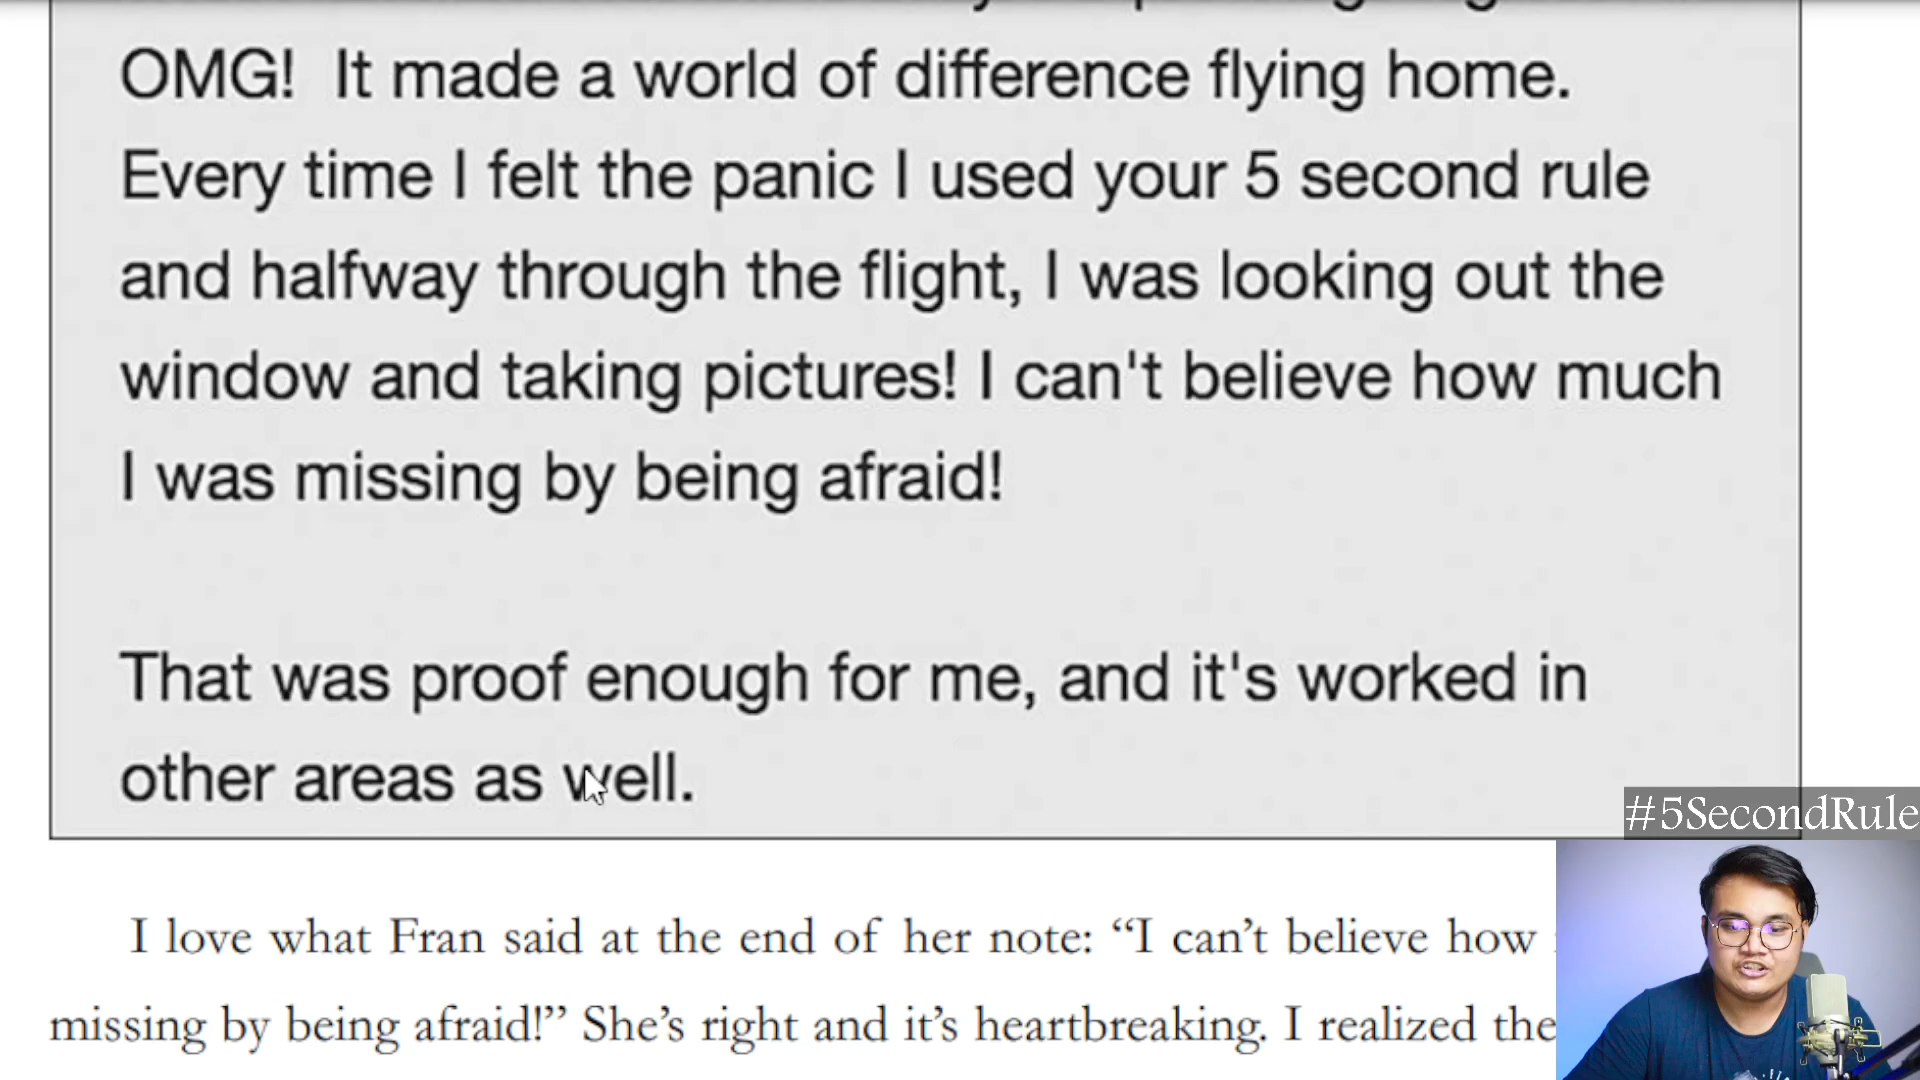 OMG! It made a world of difference flying home.
Every time I felt the panic I used your 5 second rule
and halfway through the flight, I was looking out the
window and taking pictures! I can't believe how much
I was missing by being afraid!
That was proof enough for me, and it's worked in
other areas as well.
#5SecondRule
I love what Fran said at the end of her note: “I can’t believe how
missing by being afraid!” She’s right and it’s heartbreaking. I realized the